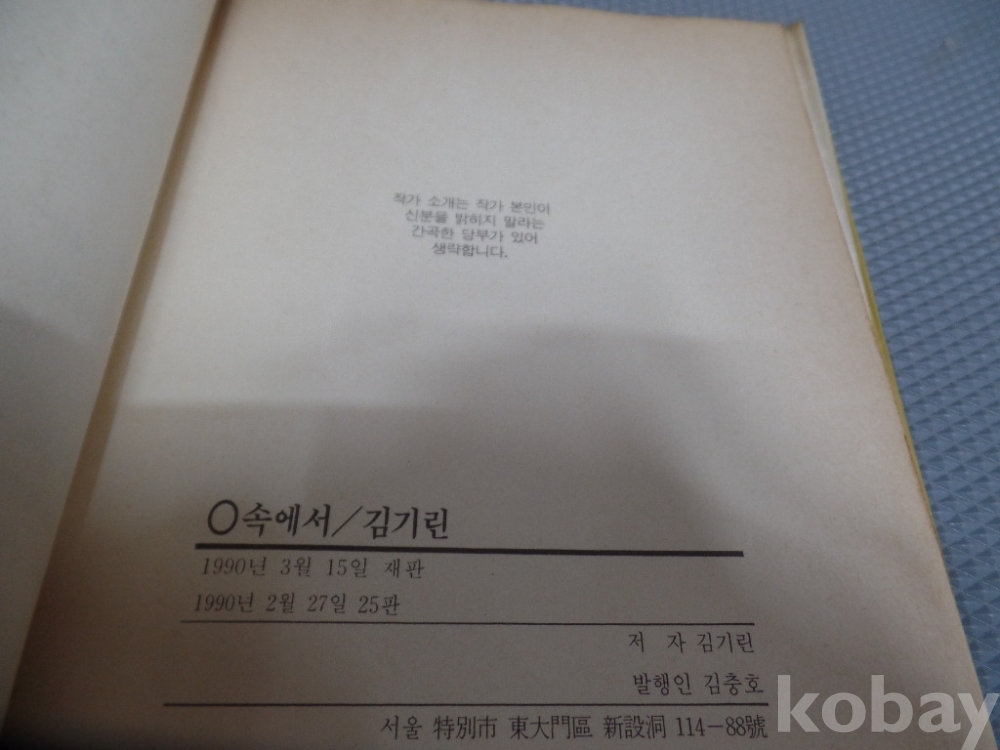 작가 소개는 작가 본인이
신분을 밝히지 말라는
간곡한 당부가 있어
생략합니다.
○속에서/김기린
1990년 3월 15일 재판
1990년 2월 27일 25판
저 자 김기린
발행인 김충호
서울 特別市 東大門區 新設洞 114-88號
kobay